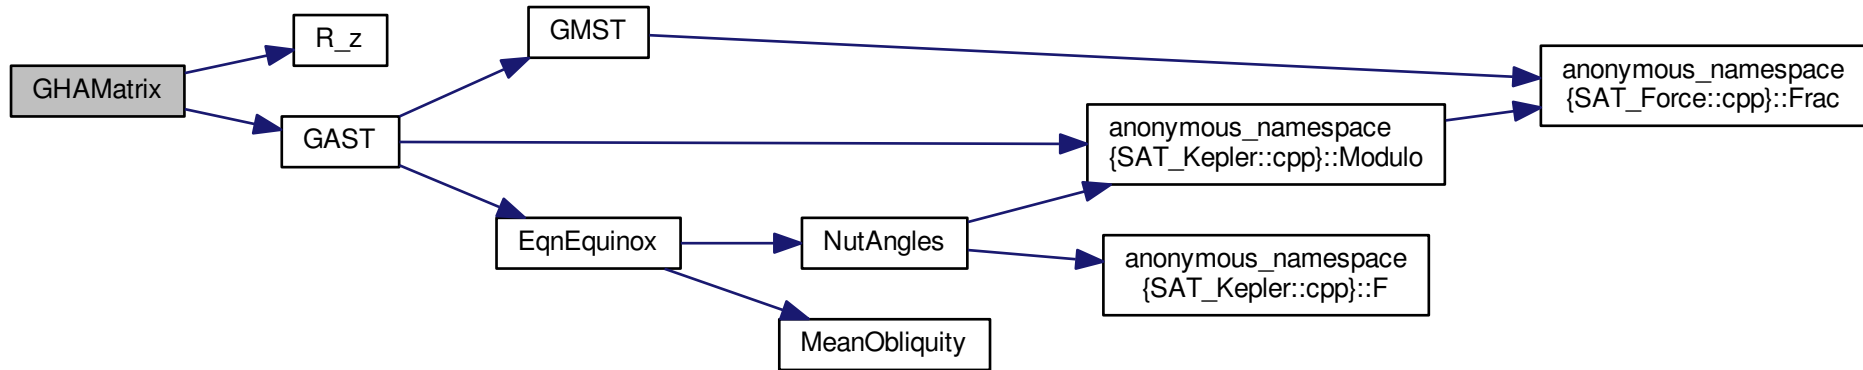 GHAMatrix
R_z
GAST
GMST
EqnEquinox
NutAngles
MeanObliquity
anonymous_namespace
{SAT_Kepler::cpp}::Modulo
anonymous_namespace
{SAT_Kepler::cpp}::F
anonymous_namespace
{SAT_Force::cpp}::Frac